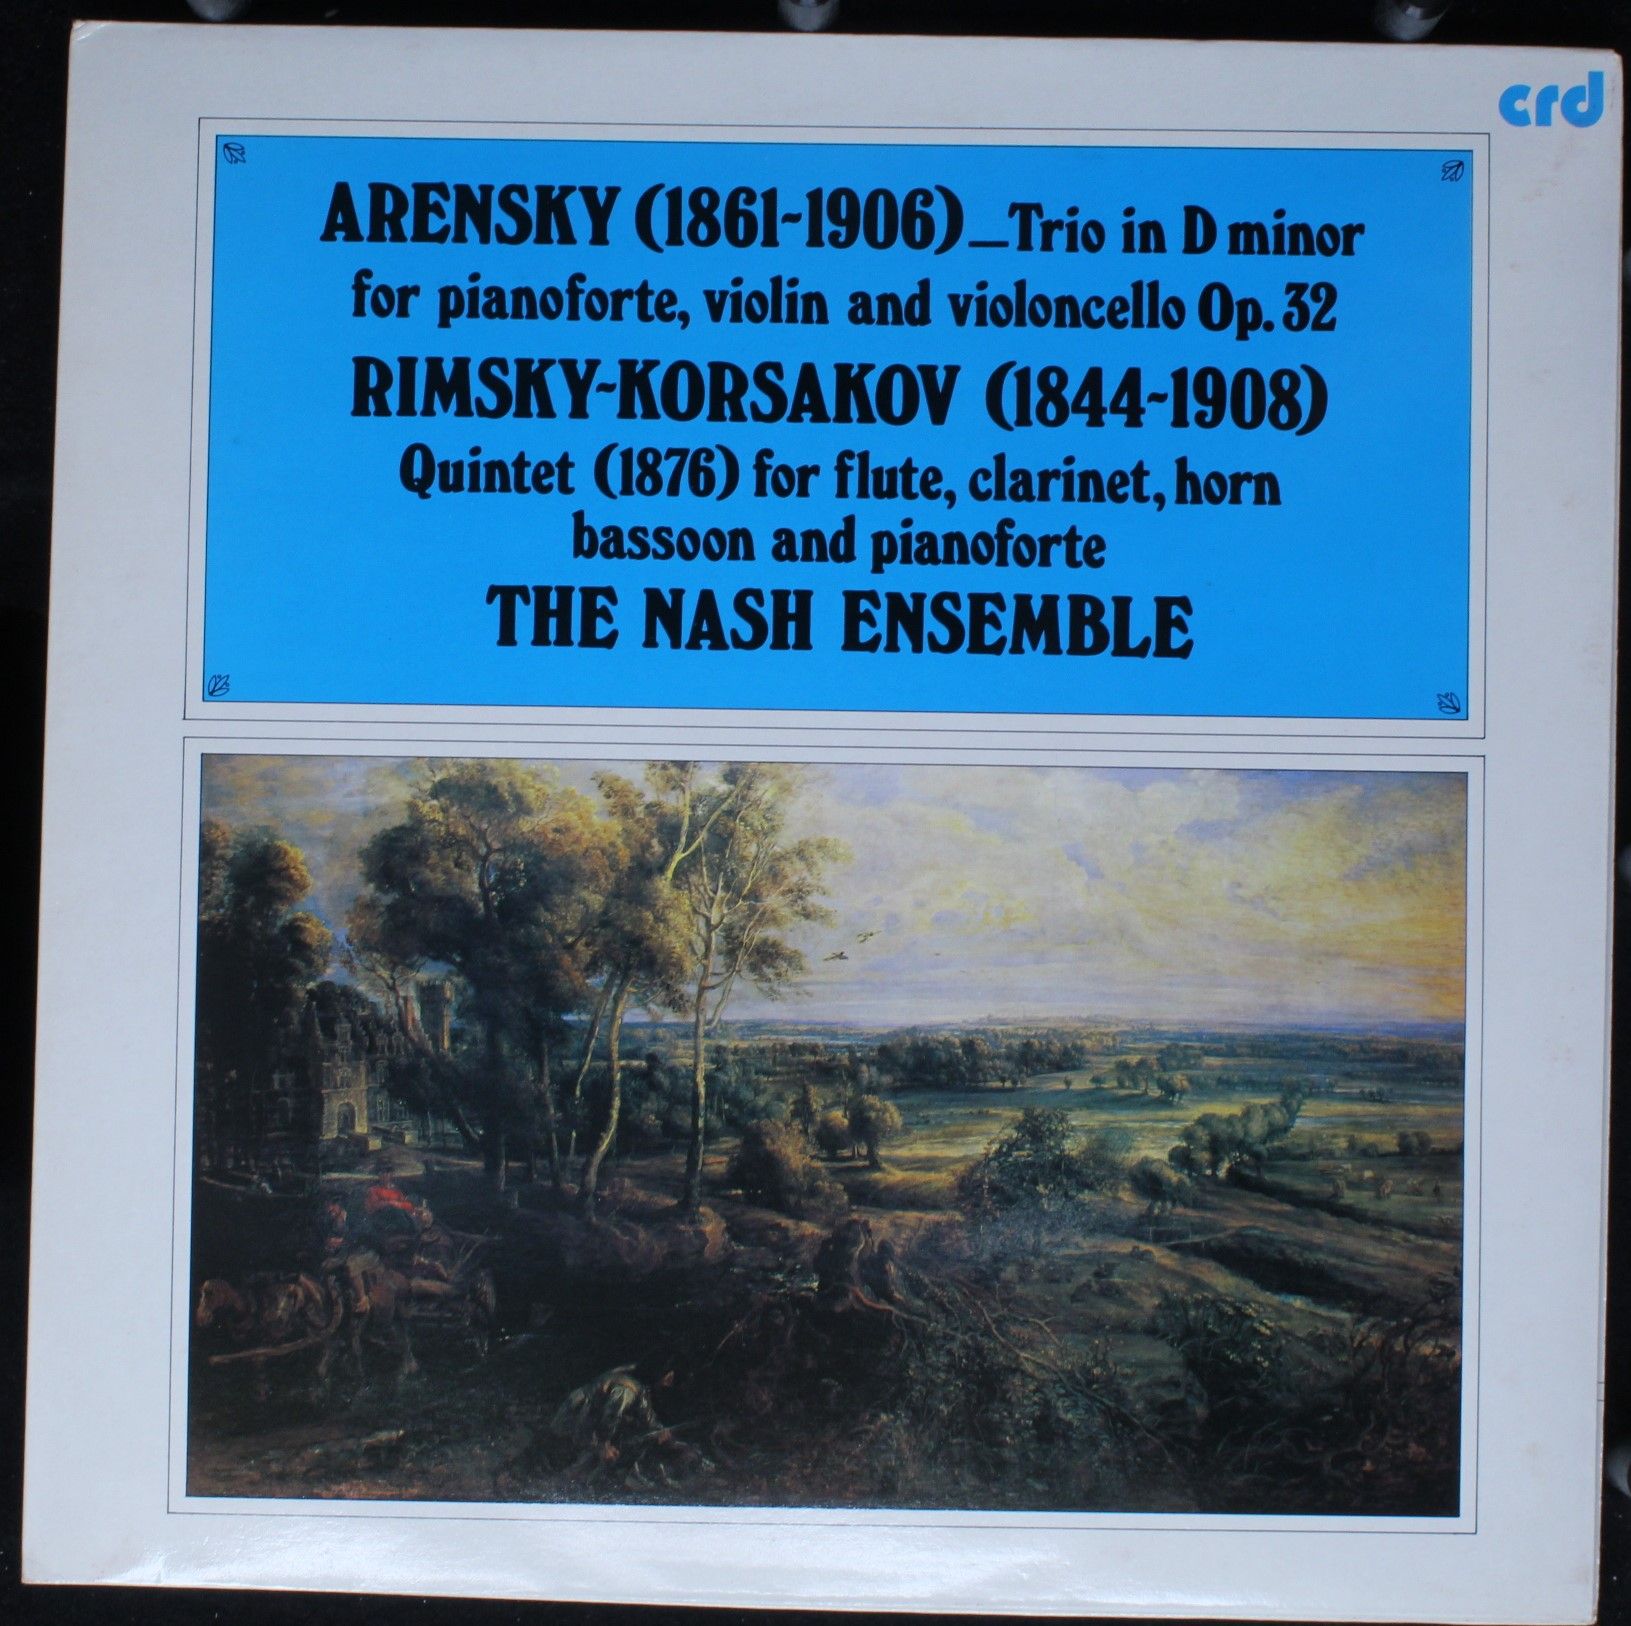 crd
ARENSKY (1861-1906)_Trio in D minor
for pianoforte, violin and violoncello Op. 32
RIMSKY-KORSAKOV (1844-1908)
Quintet (1876) for flute, clarinet, horn
bassoon and pianoforte
THE NASH ENSEMBLE